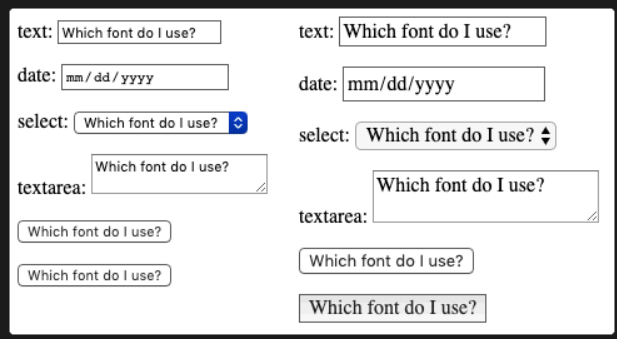 text: Which font do I use?
date: mm/dd/yyyy
select: Which font do I use?
textarea: Which font do I use?
Which font do I use?
Which font do I use?
text: Which font do I use?
date: mm/dd/yyyy
select: Which font do I use?
textarea: Which font do I use?
Which font do I use?
Which font do I use?